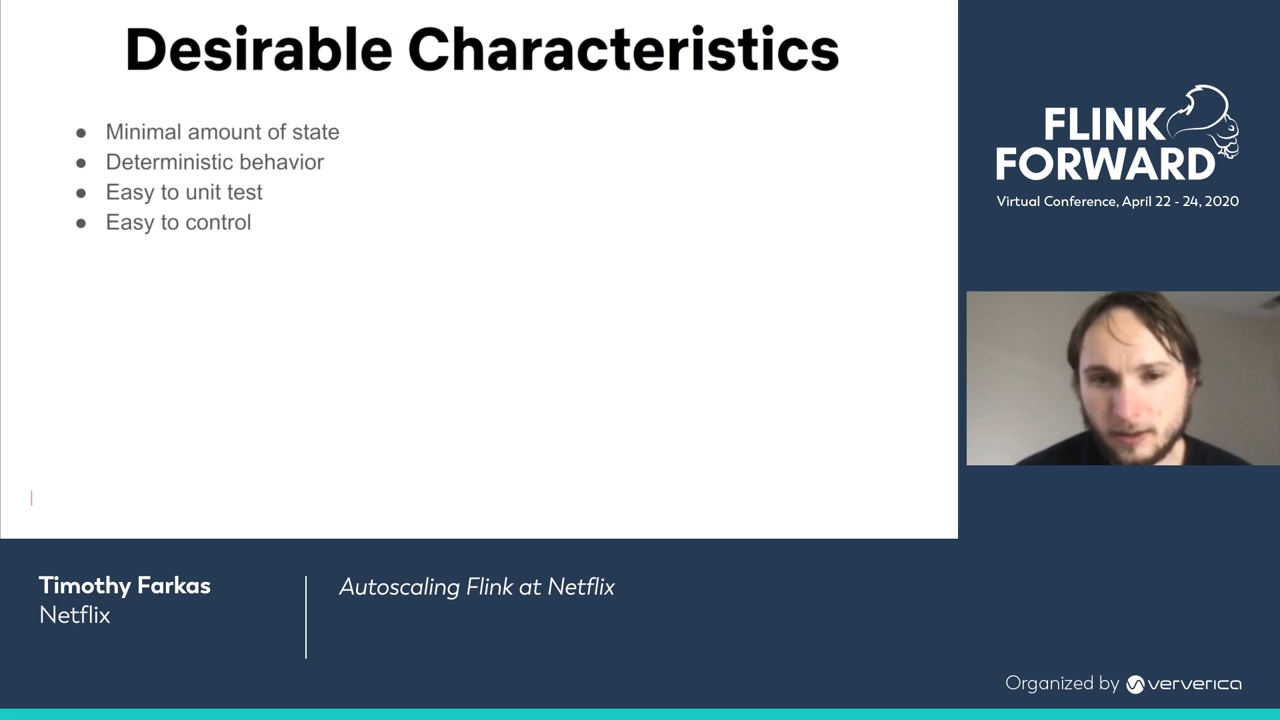 Desirable Characteristics
● Minimal amount of state
● Deterministic behavior
● Easy to unit test
● Easy to control
FLINK
FORWARD
Virtual Conference, April 22 - 24, 2020
Timothy Farkas
Netflix
Autoscaling Flink at Netflix
Organized by ververica